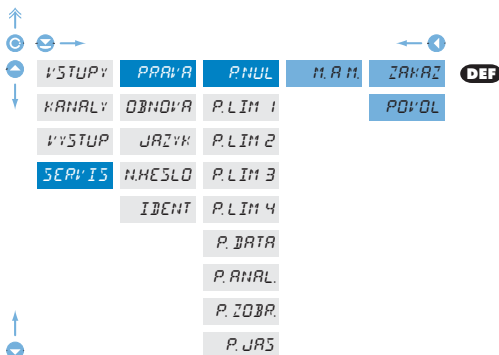 VSTUPY PRAVA P.NUL M. A M. ZAKAZ DEF
KANALY OBNOVA P.LIM 1 POVOL
VYSTUP JAZYK P.LIM 2
SERVIS N.HESLO P.LIM 3
IDENT P.LIM 4
P. DATA
P. ANAL.
P. ZOBR.
P. JAS